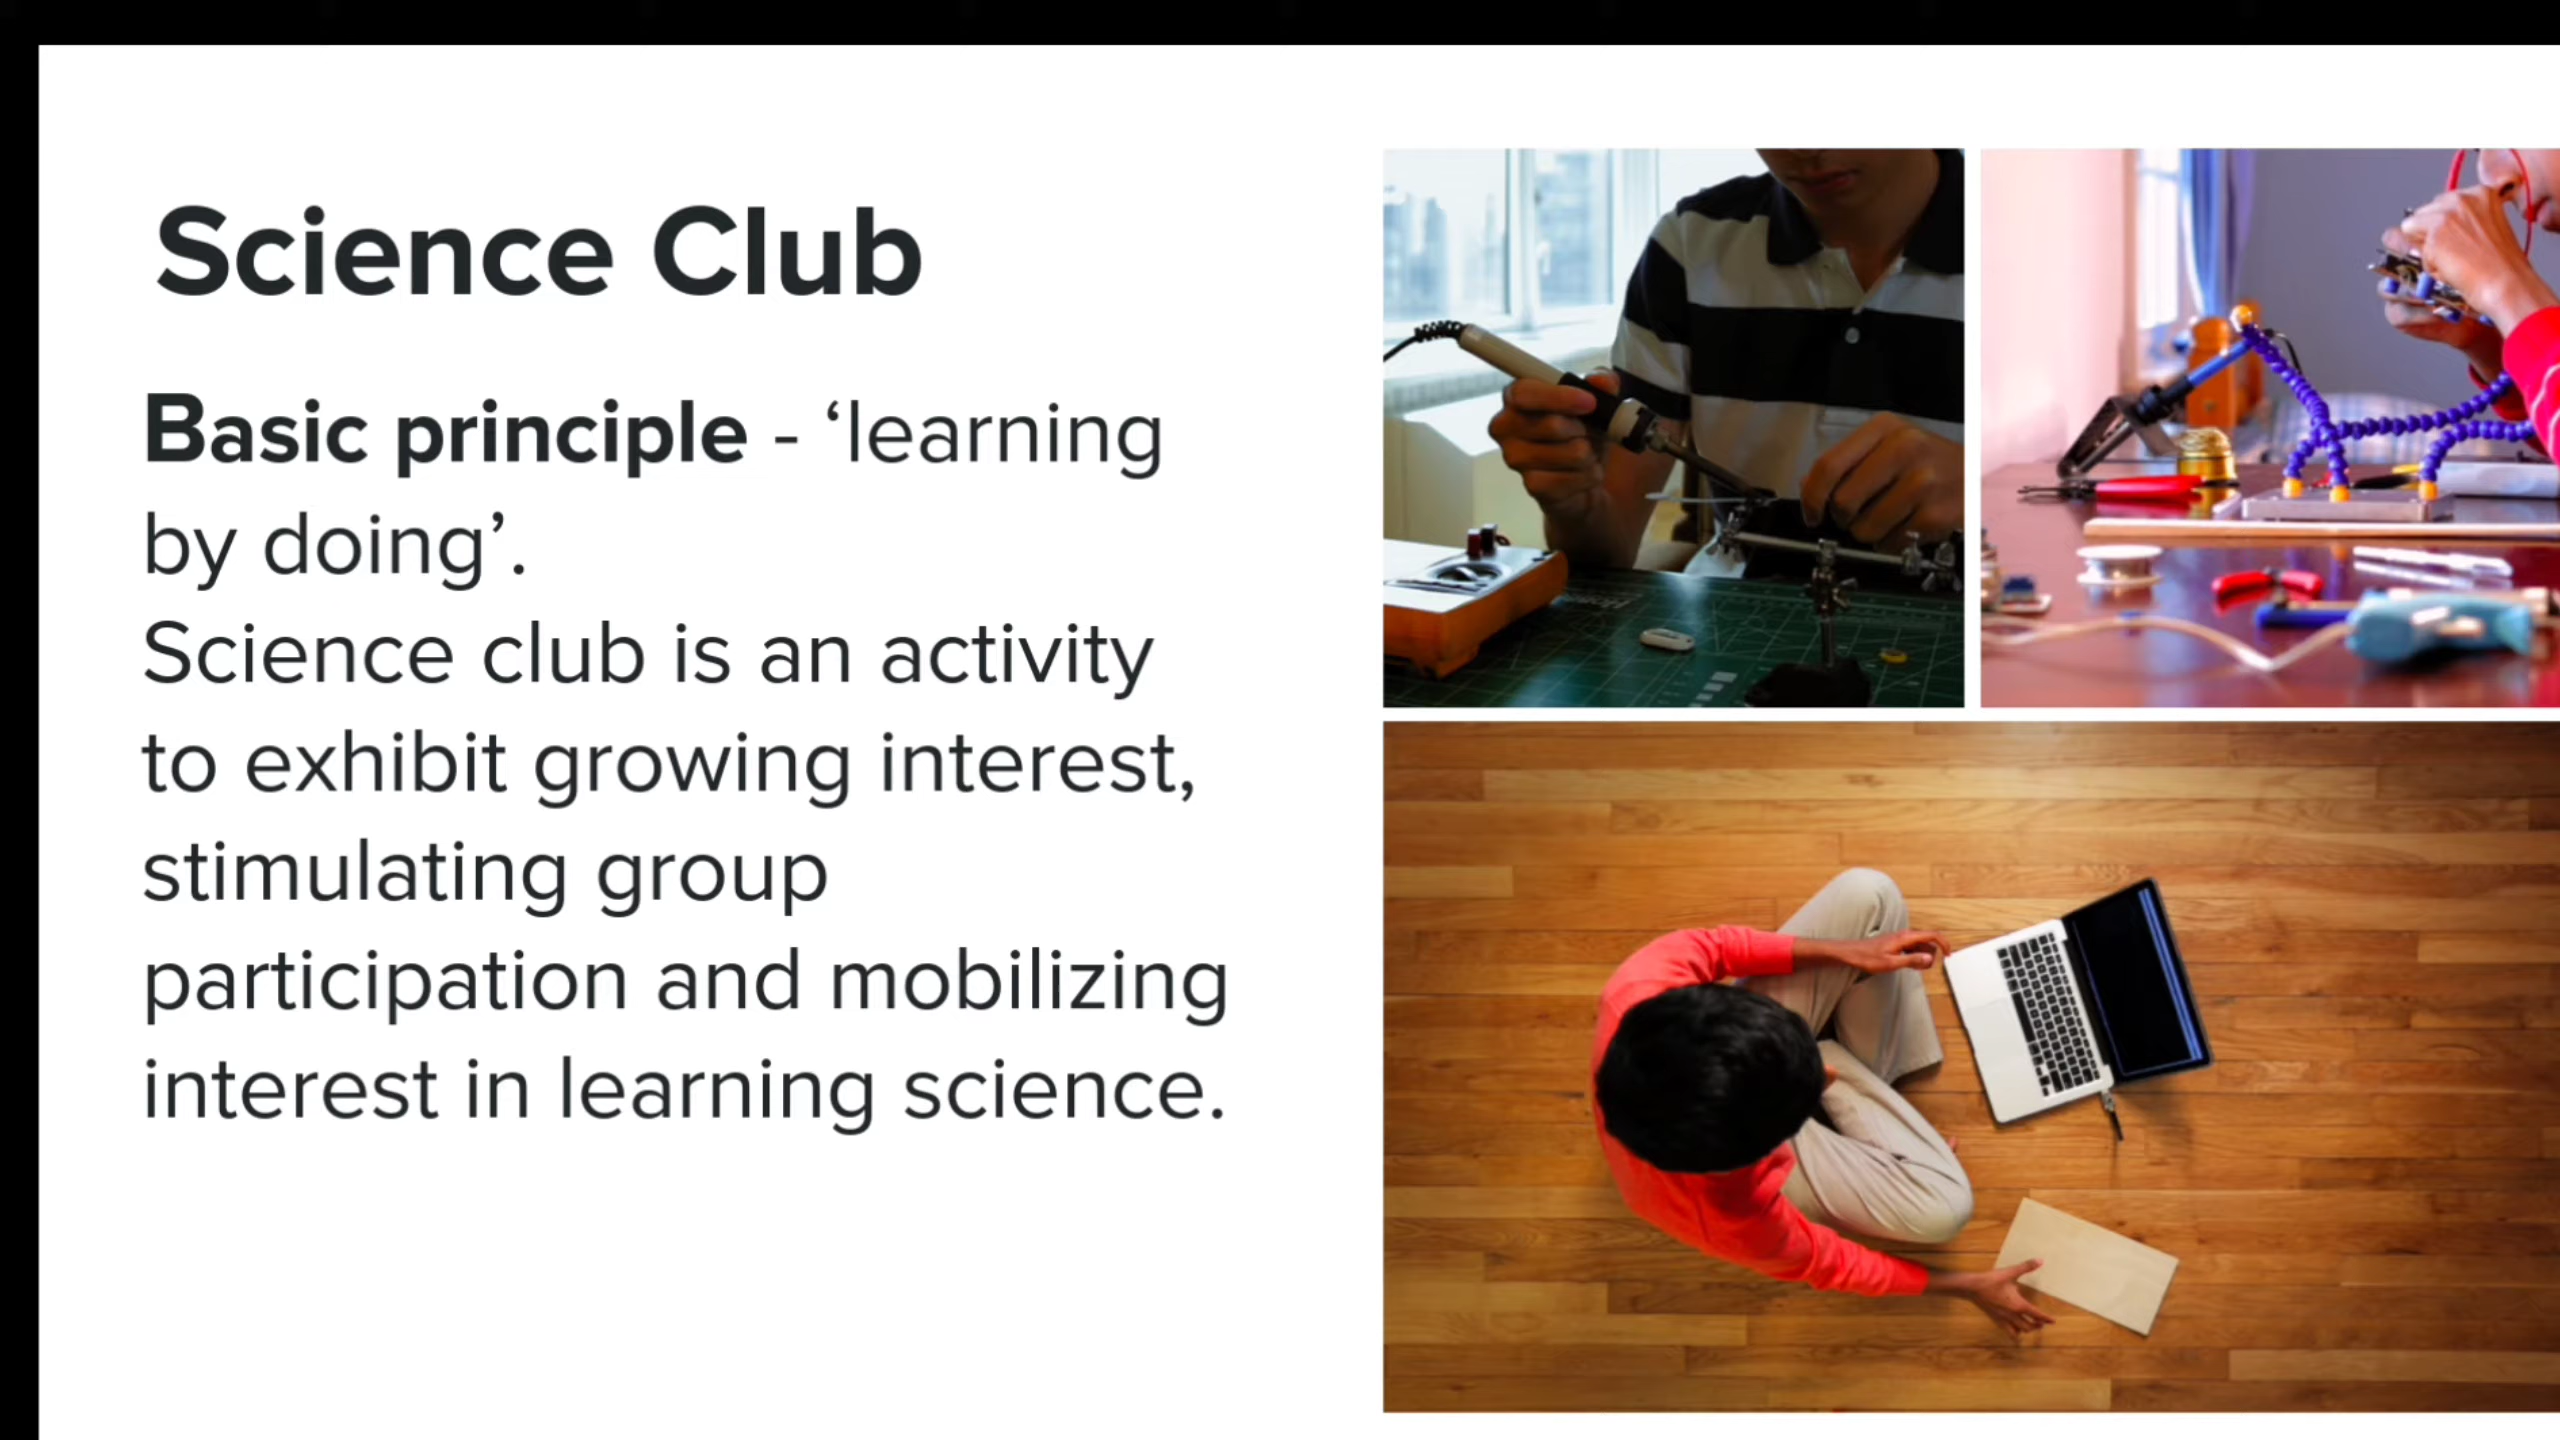 Science Club
Basic principle - ‘learning
by doing’.
Science club is an activity
to exhibit growing interest,
stimulating group
participation and mobilizing
interest in learning science.